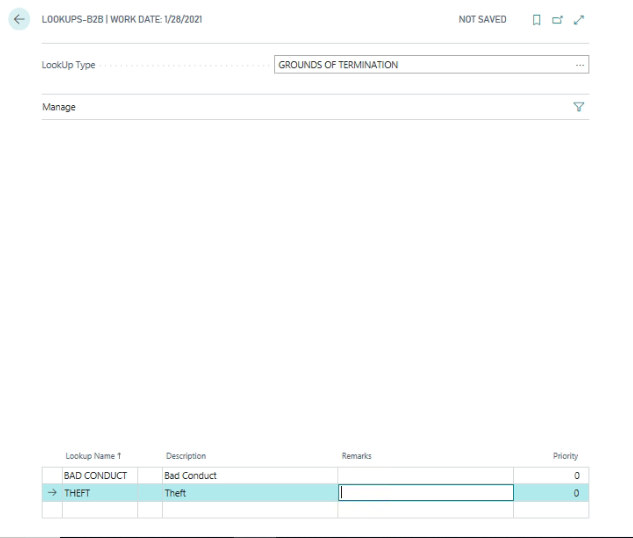 LOOKUPS-B2B | WORK DATE: 1/28/2021 NOT SAVED
LookUp Type GROUNDS OF TERMINATION ...
Manage
Lookup Name ↑ Description Remarks Priority
BAD CONDUCT Bad Conduct 0
→ THEFT Theft 0